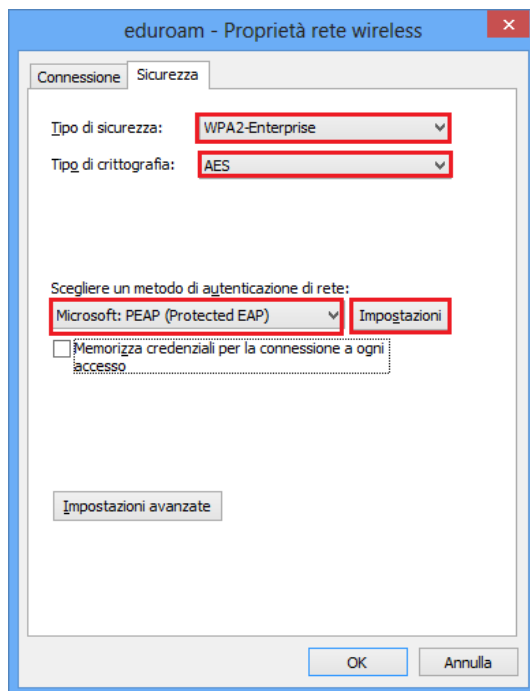 eduroam - Proprietà rete wireless
Connessione Sicurezza
Tipo di sicurezza: WPA2-Enterprise
Tipo di crittografia: AES
Scegliere un metodo di autenticazione di rete:
Microsoft: PEAP (Protected EAP) Impostazioni
Memorizza credenziali per la connessione a ogni
accesso
Impostazioni avanzate
OK Annulla